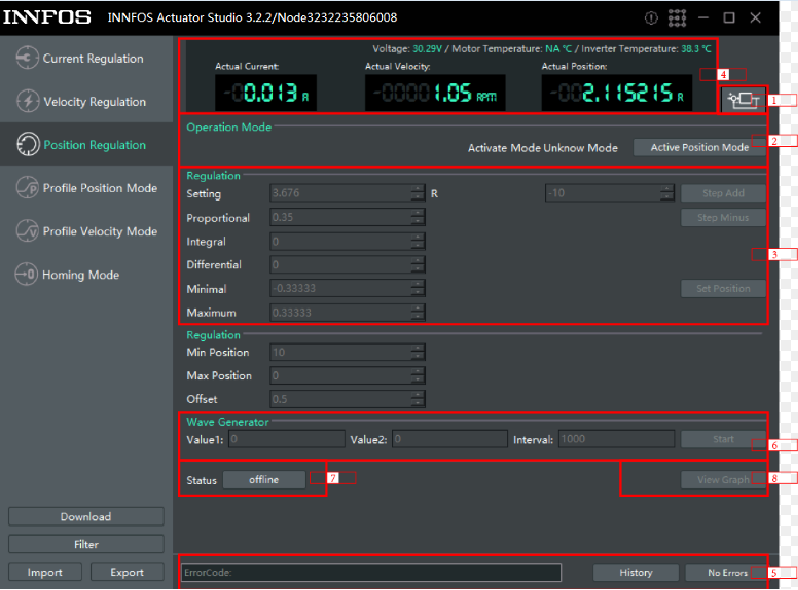 INNFOS INNFOS Actuator Studio 3.2.2/Node3232235806008
Current Regulation
Velocity Regulation
Position Regulation
Profile Position Mode
Profile Velocity Mode
Homing Mode
Download
Filter
Import Export
Voltage: 30.29V / Motor Temperature: NA °C / Inverter Temperature: 38.3 °C
Actual Current: Actual Velocity: Actual Position:
-00.013 A -00001.05 RPM -002.115215 R
4
1
Operation Mode
Activate Mode Unknow Mode Active Position Mode
2
Regulation
Setting 3.676 R -10 Step Add
Proportional 0.35 Step Minus
Integral 0
Differential 0
3
Minimal -0.33333 Set Position
Maximum 0.33333
Regulation
Min Position 10
Max Position 0
Offset 0.5
Wave Generator
Value1: 0 Value2: 0 Interval: 1000 Start
6
Status offline 7 View Graph 8
ErrorCode: History No Errors 5